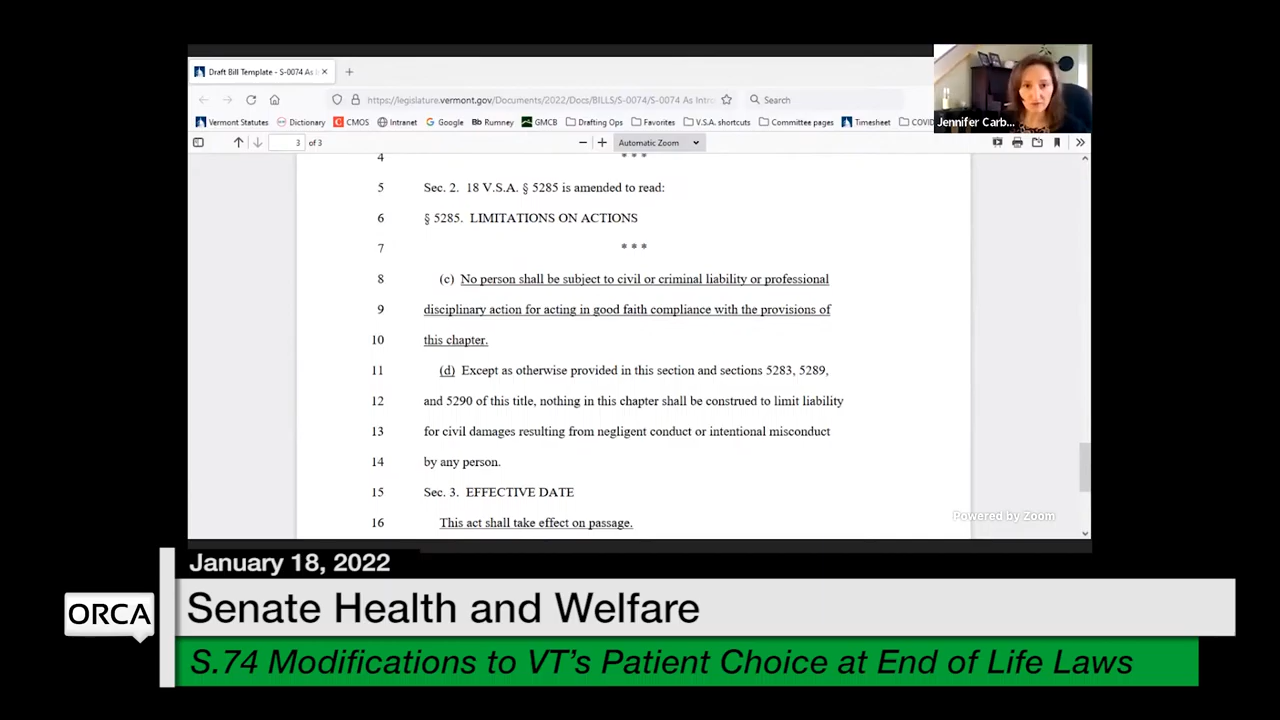 Draft Bill Template - S-0074 As I
https://legislature.vermont.gov/Documents/2022/Docs/BILLS/S-0074/S-0074 As Intro
Search
Vermont Statutes Dictionary CMOS Intranet Google Rumney GMCB Drafting Ops Favorites V.S.A. shortcuts Committee pages Timesheet COVID
Jennifer Carb...
3 of 3
Automatic Zoom
4 * * *
5 Sec. 2. 18 V.S.A. § 5285 is amended to read:
6 § 5285. LIMITATIONS ON ACTIONS
7 * * *
8 (c) No person shall be subject to civil or criminal liability or professional
9 disciplinary action for acting in good faith compliance with the provisions of
10 this chapter.
11 (d) Except as otherwise provided in this section and sections 5283, 5289,
12 and 5290 of this title, nothing in this chapter shall be construed to limit liability
13 for civil damages resulting from negligent conduct or intentional misconduct
14 by any person.
15 Sec. 3. EFFECTIVE DATE
16 This act shall take effect on passage.
Powered by Zoom
January 18, 2022
ORCA
Senate Health and Welfare
S.74 Modifications to VT's Patient Choice at End of Life Laws